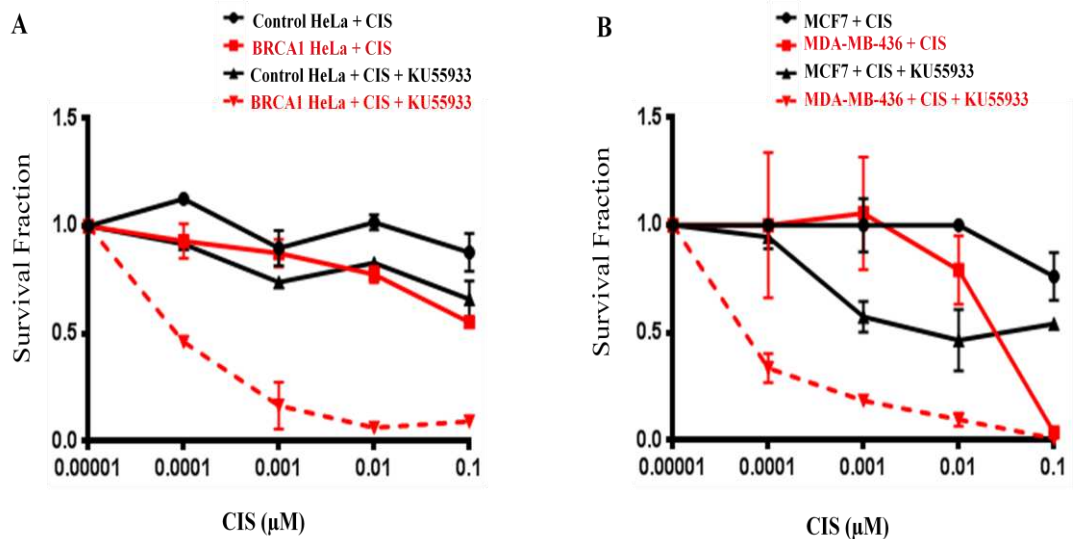 A
Control HeLa + CIS
BRCA1 HeLa + CIS
Control HeLa + CIS + KU55933
BRCA1 HeLa + CIS + KU55933
1.5
1.0
0.5
0.0
Survival Fraction
0.00001 0.0001 0.001 0.01 0.1
CIS (µM)
B
MCF7 + CIS
MDA-MB-436 + CIS
MCF7 + CIS + KU55933
MDA-MB-436 + CIS + KU55933
1.5
1.0
0.5
0.0
Survival Fraction
0.00001 0.0001 0.001 0.01 0.1
CIS (µM)